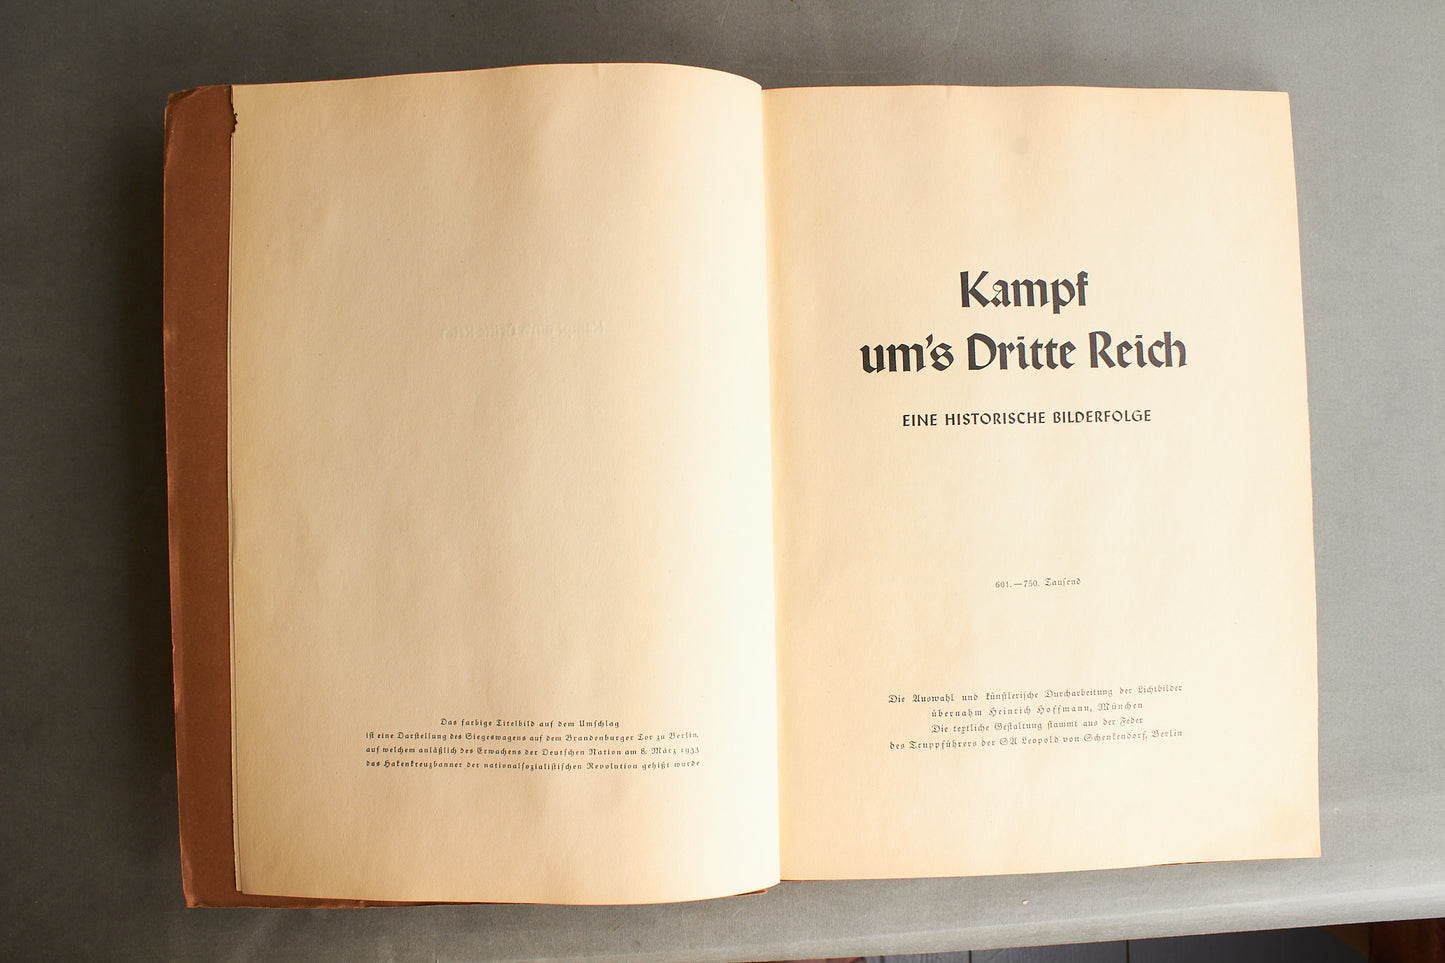 Das farbige Titelbild auf dem Umschlag
ist eine Darstellung des Siegeswagens auf dem Brandenburger Tor zu Berlin,
auf welchem anläßlich des Erwachens der Deutschen Nation am 8. März 1933
das Hakenkreuzbanner der nationalsozialistischen Revolution gehißt wurde
Kampf
um's Dritte Reich
EINE HISTORISCHE BILDERFOLGE
601.—750. Tausend
Die Auswahl und künstlerische Durcharbeitung der Lichtbilder
übernahm Heinrich Hoffmann, München
Die textliche Gestaltung stammt aus der Feder
des Truppführers der SA Leopold von Schenkendorf, Berlin